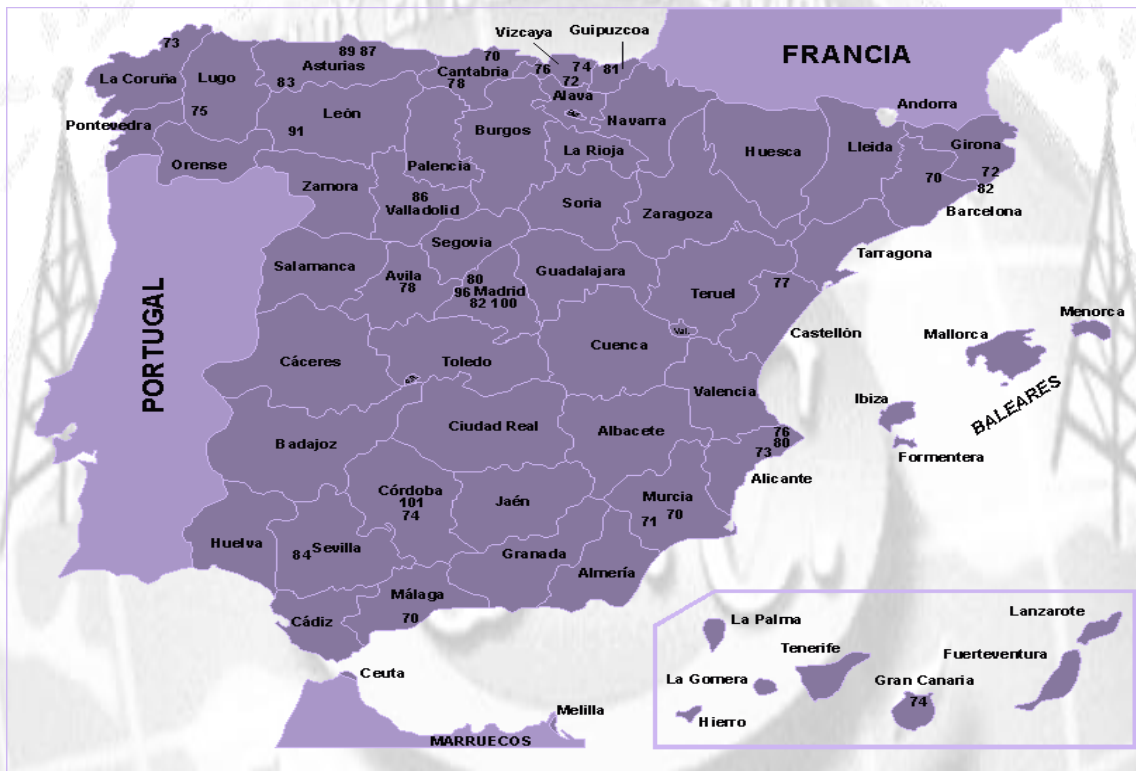 Vizcaya
Guipuzcoa
FRANCIA
73
89 87
70
Asturias
Cantabria
76
74
81
La Coruña
Lugo
83
78
72
Alava
75
León
Andorra
Pontevedra
91
Burgos
Navarra
Orense
Palencia
La Rioja
Huesca
Lleida
Girona
70
72
82
Zamora
86
Valladolid
Soria
Zaragoza
Barcelona
Segovia
Tarragona
Salamanca
Avila
78
80
96 Madrid
82 100
Guadalajara
Teruel
77
PORTUGAL
Castellón
Mallorca
Menorca
Cáceres
Toledo
Cuenca
Val.
Valencia
Ibiza
BALEARES
Badajoz
Ciudad Real
Albacete
76
80
73
Formentera
Alicante
Córdoba
101
74
Jaén
Murcia
71
70
Huelva
84 Sevilla
Granada
Almería
Málaga
70
Cádiz
Ceuta
Melilla
MARRUECOS
La Palma
Lanzarote
Tenerife
Fuerteventura
La Gomera
Gran Canaria
74
Hierro